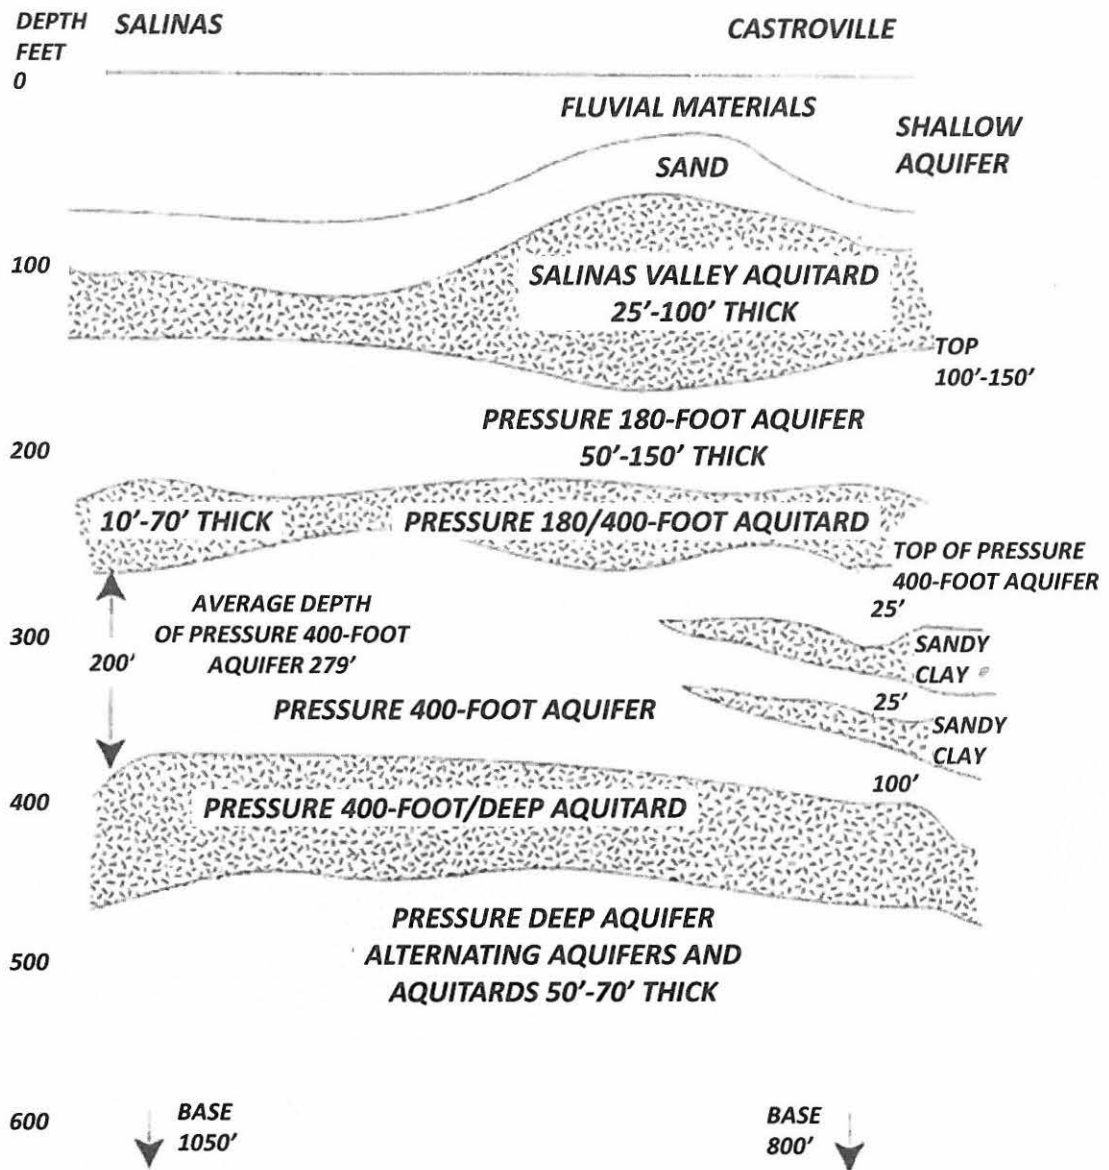 DEPTH
FEET
0
SALINAS
CASTROVILLE
FLUVIAL MATERIALS
SHALLOW
AQUIFER
SAND
100
SALINAS VALLEY AQUITARD
25'-100' THICK
TOP
100'-150'
PRESSURE 180-FOOT AQUIFER
50'-150' THICK
200
10'-70' THICK
PRESSURE 180/400-FOOT AQUITARD
TOP OF PRESSURE
400-FOOT AQUIFER
25'
AVERAGE DEPTH
OF PRESSURE 400-FOOT
AQUIFER 279'
300
200'
SANDY
CLAY
25'
PRESSURE 400-FOOT AQUIFER
SANDY
CLAY
100'
400
PRESSURE 400-FOOT/DEEP AQUITARD
PRESSURE DEEP AQUIFER
ALTERNATING AQUIFERS AND
AQUITARDS 50'-70' THICK
500
600
BASE
1050'
BASE
800'